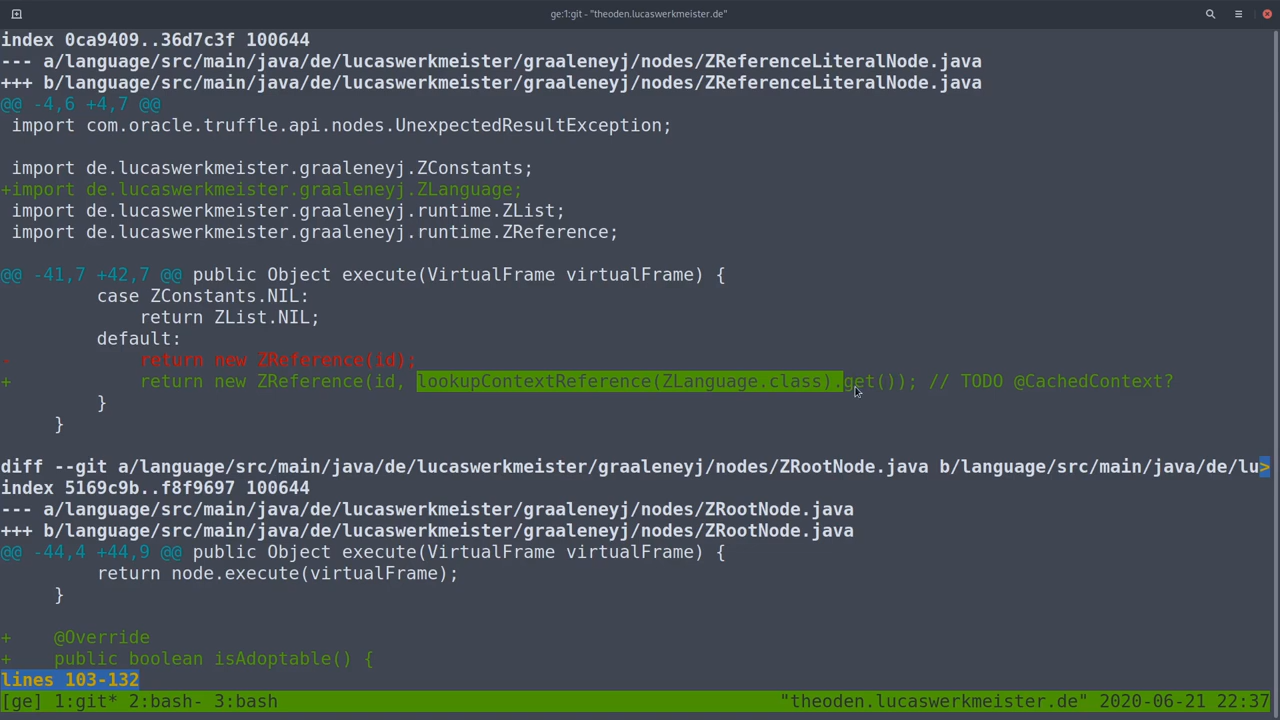 ge:1:git - "theoden.lucaswerkmeister.de"
index 0ca9409..36d7c3f 100644
--- a/language/src/main/java/de/lucaswerkmeister/graaleneyj/nodes/ZReferenceLiteralNode.java
+++ b/language/src/main/java/de/lucaswerkmeister/graaleneyj/nodes/ZReferenceLiteralNode.java
@@ -4,6 +4,7 @@
 import com.oracle.truffle.api.nodes.UnexpectedResultException;
 import de.lucaswerkmeister.graaleneyj.ZConstants;
+import de.lucaswerkmeister.graaleneyj.ZLanguage;
 import de.lucaswerkmeister.graaleneyj.runtime.ZList;
 import de.lucaswerkmeister.graaleneyj.runtime.ZReference;
@@ -41,7 +42,7 @@ public Object execute(VirtualFrame virtualFrame) {
         case ZConstants.NIL:
             return ZList.NIL;
         default:
-            return new ZReference(id);
+            return new ZReference(id, lookupContextReference(ZLanguage.class).get()); // TODO @CachedContext?
         }
     }
diff --git a/language/src/main/java/de/lucaswerkmeister/graaleneyj/nodes/ZRootNode.java b/language/src/main/java/de/lu>
index 5169c9b..f8f9697 100644
--- a/language/src/main/java/de/lucaswerkmeister/graaleneyj/nodes/ZRootNode.java
+++ b/language/src/main/java/de/lucaswerkmeister/graaleneyj/nodes/ZRootNode.java
@@ -44,4 +44,9 @@ public Object execute(VirtualFrame virtualFrame) {
         return node.execute(virtualFrame);
     }
+    @Override
+    public boolean isAdoptable() {
lines 103-132
[ge] 1:git* 2:bash- 3:bash "theoden.lucaswerkmeister.de" 2020-06-21 22:37